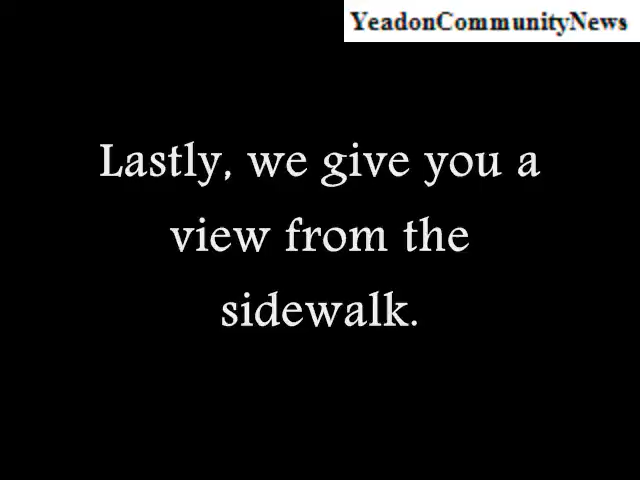 YeadonCommunityNews
Lastly, we give you a
view from the
sidewalk.